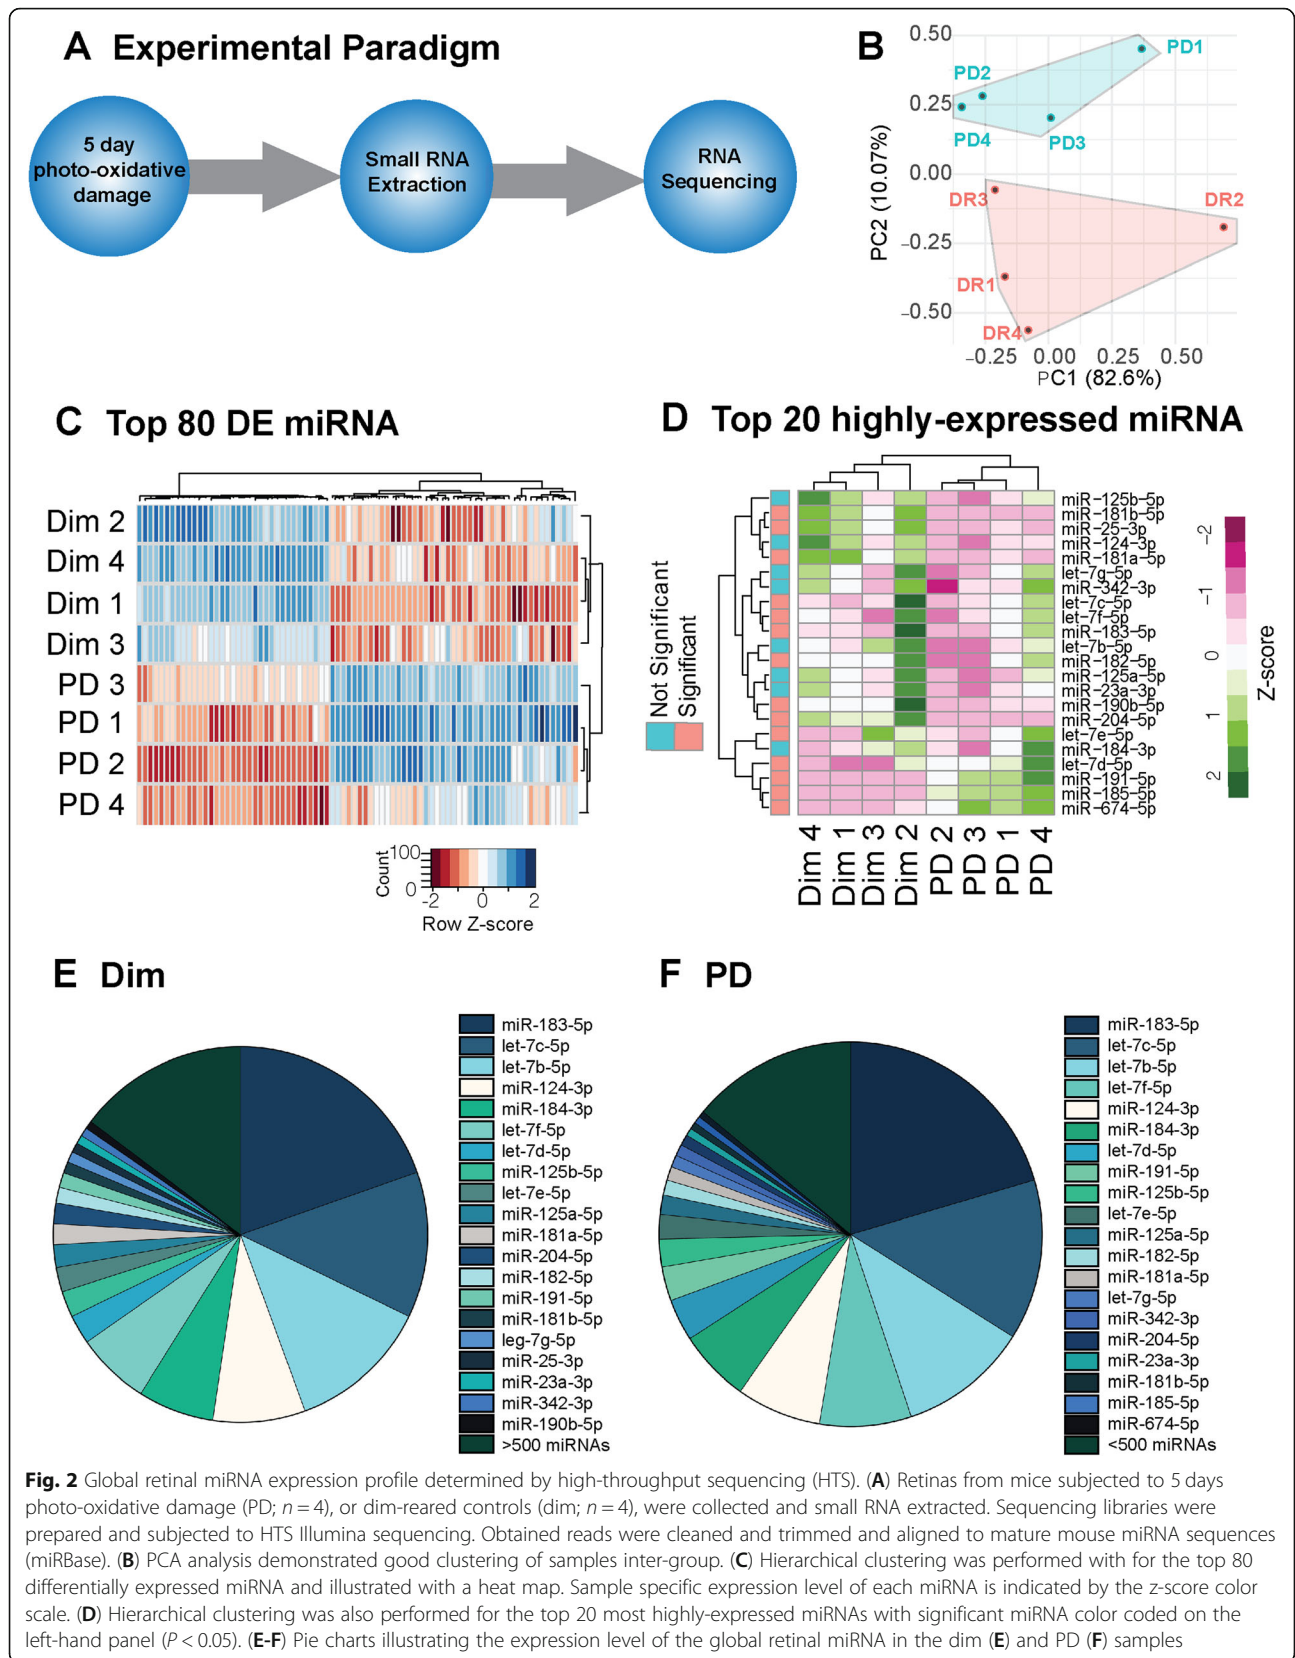 A Experimental Paradigm
5 day
photo-oxidative
damage
Small RNA
Extraction
RNA
Sequencing
B
PC2 (10.07%)
0.50
0.25
0.00
−0.25
−0.50
PD1
PD2
PD4
PD3
DR3
DR2
DR1
DR4
−0.25 0.00 0.25 0.50
PC1 (82.6%)
C Top 80 DE miRNA
Dim 2
Dim 4
Dim 1
Dim 3
PD 3
PD 1
PD 2
PD 4
Count
100
0
-2 0 2
Row Z-score
D Top 20 highly-expressed miRNA
Not Significant
Significant
miR−125b−5p
miR−181b−5p
miR−25−3p
miR−124−3p
miR−181a−5p
let−7g−5p
miR−342−3p
let−7c−5p
let−7f−5p
miR−183−5p
let−7b−5p
miR−182−5p
miR−125a−5p
miR−23a−3p
miR−190b−5p
miR−204−5p
let−7e−5p
miR−184−3p
let−7d−5p
miR−191−5p
miR−185−5p
miR−674−5p
Dim 4
Dim 1
Dim 3
Dim 2
PD 2
PD 3
PD 1
PD 4
-2
-1
0
1
2
Z-score
E Dim
miR-183-5p
let-7c-5p
let-7b-5p
miR-124-3p
miR-184-3p
let-7f-5p
let-7d-5p
miR-125b-5p
let-7e-5p
miR-125a-5p
miR-181a-5p
miR-204-5p
miR-182-5p
miR-191-5p
miR-181b-5p
leg-7g-5p
miR-25-3p
miR-23a-3p
miR-342-3p
miR-190b-5p
>500 miRNAs
F PD
miR-183-5p
let-7c-5p
let-7b-5p
let-7f-5p
miR-124-3p
miR-184-3p
let-7d-5p
miR-191-5p
miR-125b-5p
let-7e-5p
miR-125a-5p
miR-182-5p
miR-181a-5p
let-7g-5p
miR-342-3p
miR-204-5p
miR-23a-3p
miR-181b-5p
miR-185-5p
miR-674-5p
<500 miRNAs
Fig. 2 Global retinal miRNA expression profile determined by high-throughput sequencing (HTS). (A) Retinas from mice subjected to 5 days
photo-oxidative damage (PD; n = 4), or dim-reared controls (dim; n = 4), were collected and small RNA extracted. Sequencing libraries were
prepared and subjected to HTS Illumina sequencing. Obtained reads were cleaned and trimmed and aligned to mature mouse miRNA sequences
(miRBase). (B) PCA analysis demonstrated good clustering of samples inter-group. (C) Hierarchical clustering was performed with for the top 80
differentially expressed miRNA and illustrated with a heat map. Sample specific expression level of each miRNA is indicated by the z-score color
scale. (D) Hierarchical clustering was also performed for the top 20 most highly-expressed miRNAs with significant miRNA color coded on the
left-hand panel (P < 0.05). (E-F) Pie charts illustrating the expression level of the global retinal miRNA in the dim (E) and PD (F) samples